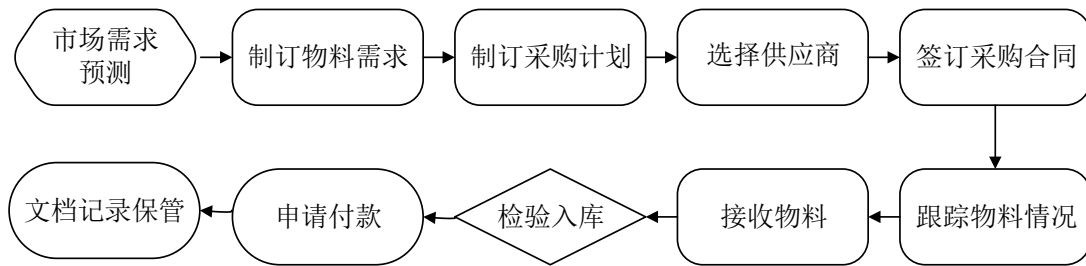 市场需求
预测
制订物料需求
制订采购计划
选择供应商
签订采购合同
文档记录保管
申请付款
检验入库
接收物料
跟踪物料情况